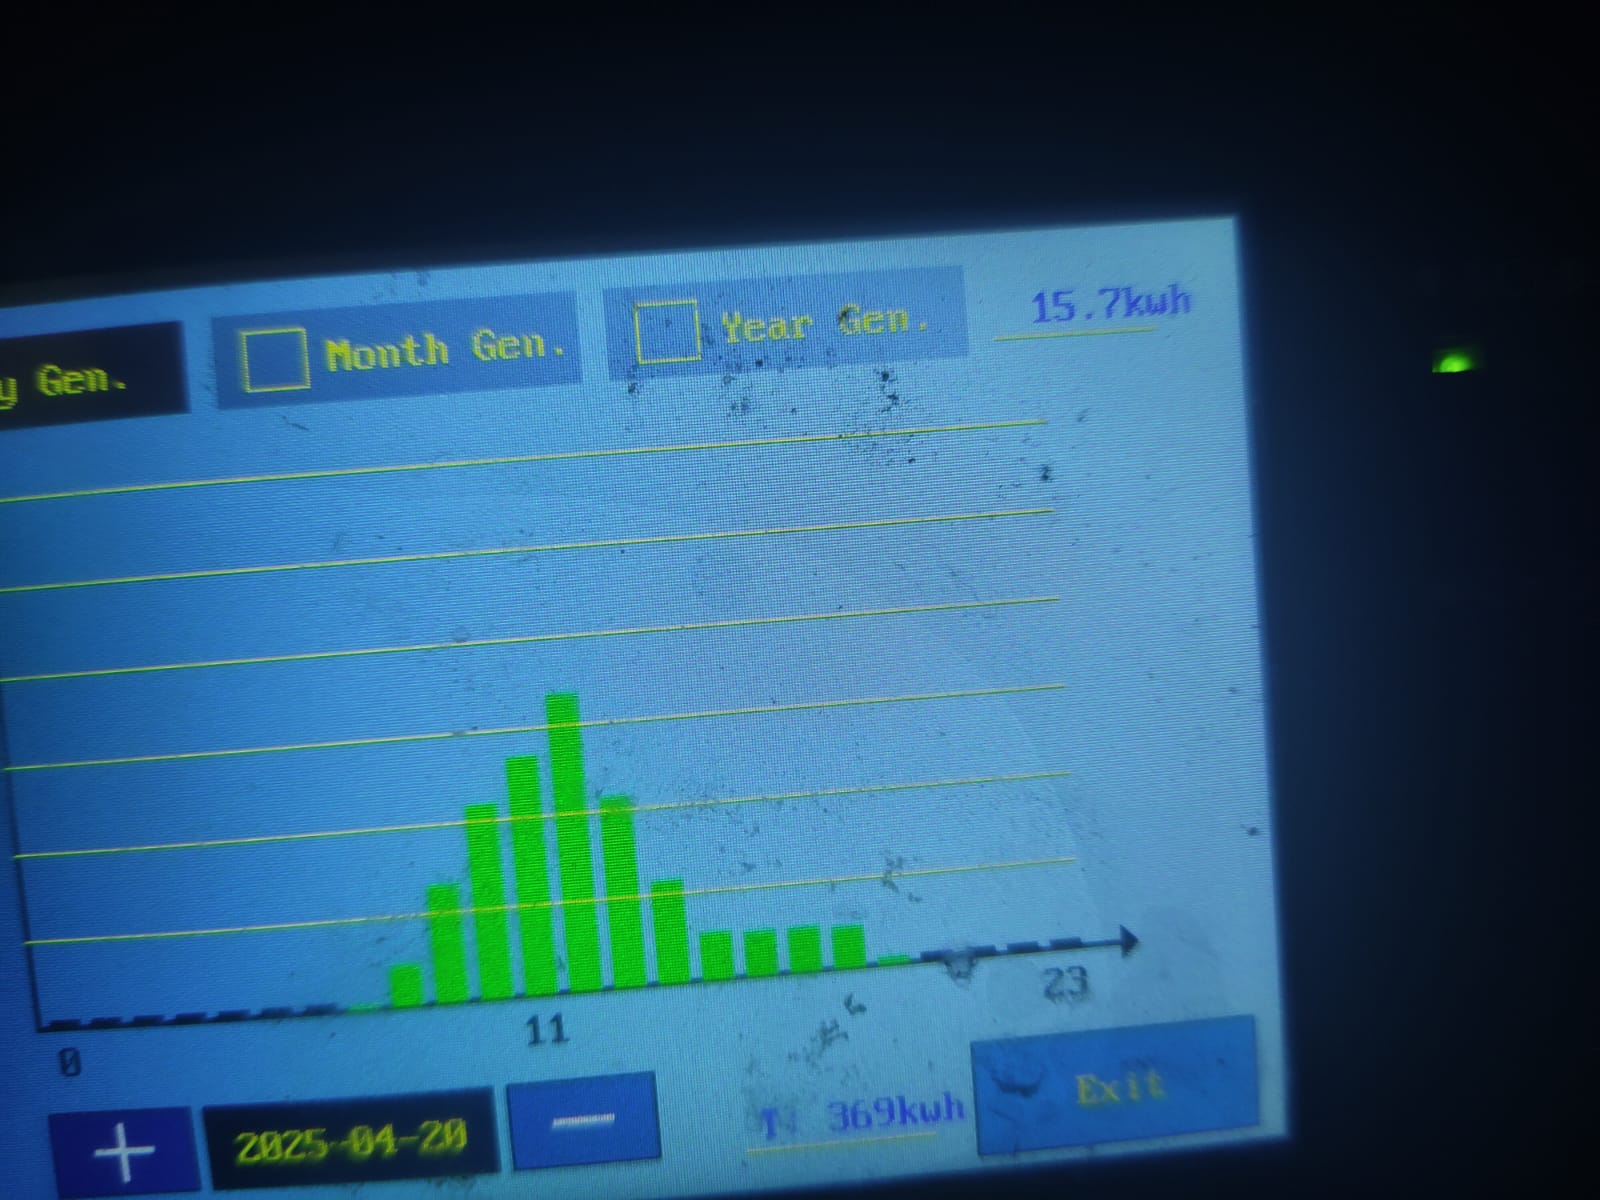 y Gen.
Month Gen.
Year Gen.
15.7kwh
0
11
23
2025-04-20
T: 369kwh
Exit